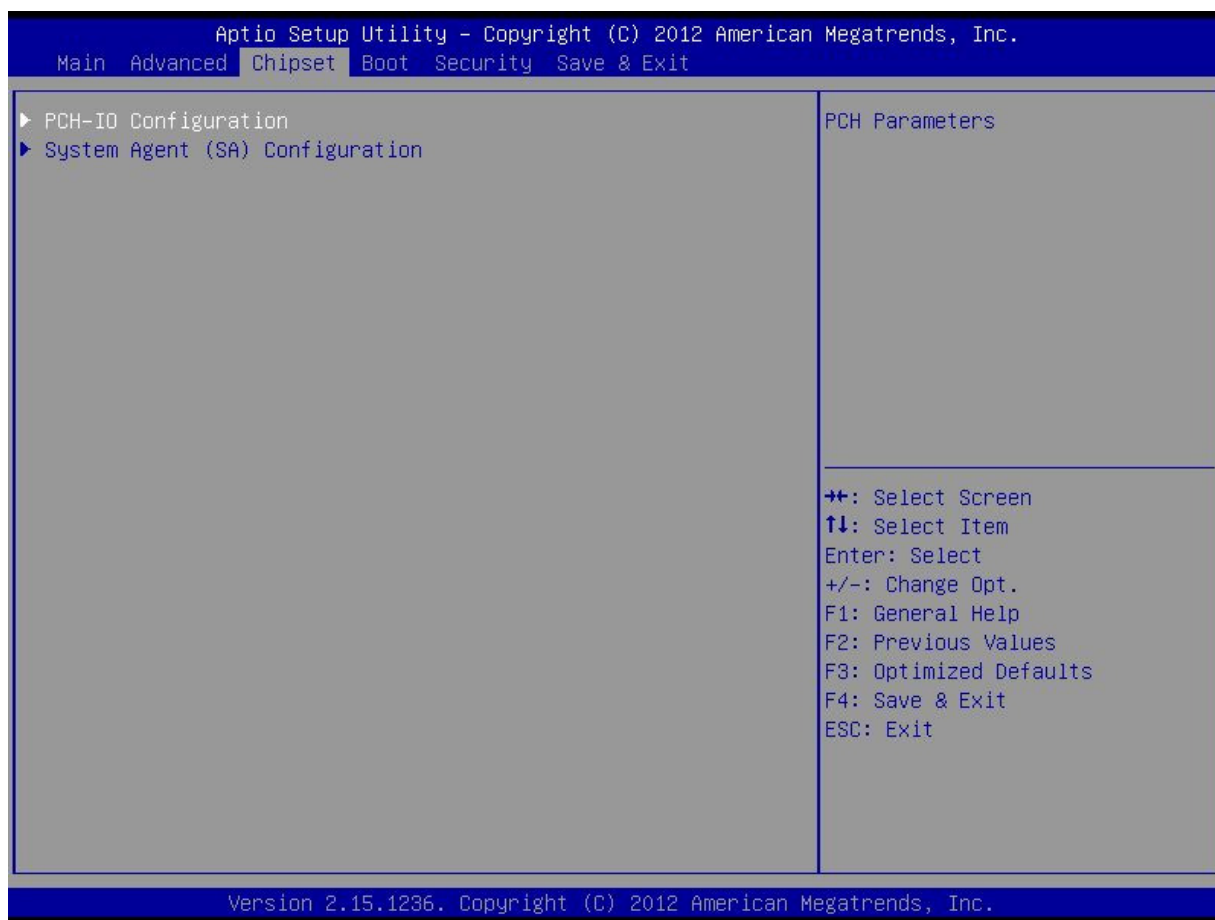 Aptio Setup Utility – Copyright (C) 2012 American Megatrends, Inc.
Main Advanced Chipset Boot Security Save & Exit
▶ PCH-IO Configuration
▶ System Agent (SA) Configuration
PCH Parameters
→←: Select Screen
↑↓: Select Item
Enter: Select
+/-: Change Opt.
F1: General Help
F2: Previous Values
F3: Optimized Defaults
F4: Save & Exit
ESC: Exit
Version 2.15.1236. Copyright (C) 2012 American Megatrends, Inc.